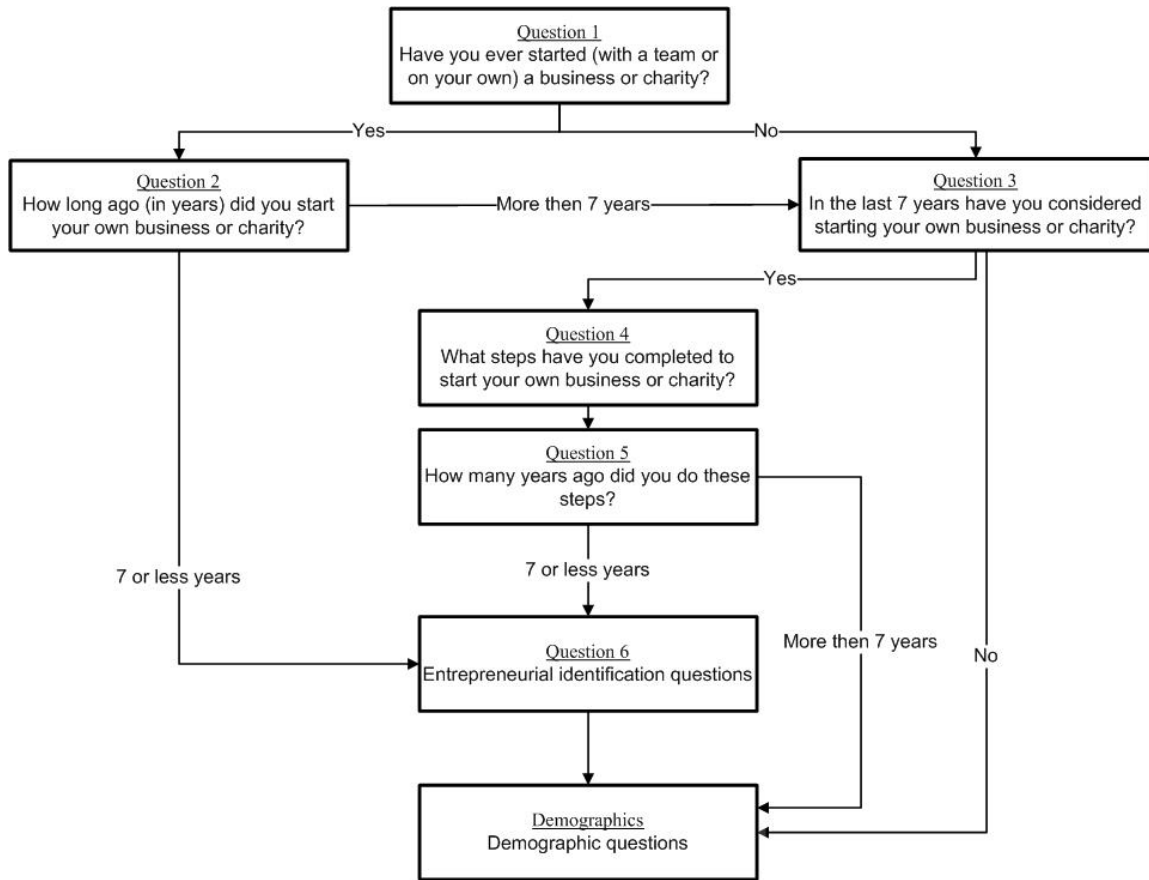 Question 1
Have you ever started (with a team or
on your own) a business or charity?
Yes
No
Question 2
How long ago (in years) did you start
your own business or charity?
More then 7 years
Question 3
In the last 7 years have you considered
starting your own business or charity?
Yes
Question 4
What steps have you completed to
start your own business or charity?
Question 5
How many years ago did you do these
steps?
7 or less years
7 or less years
More then 7 years
No
Question 6
Entrepreneurial identification questions
Demographics
Demographic questions